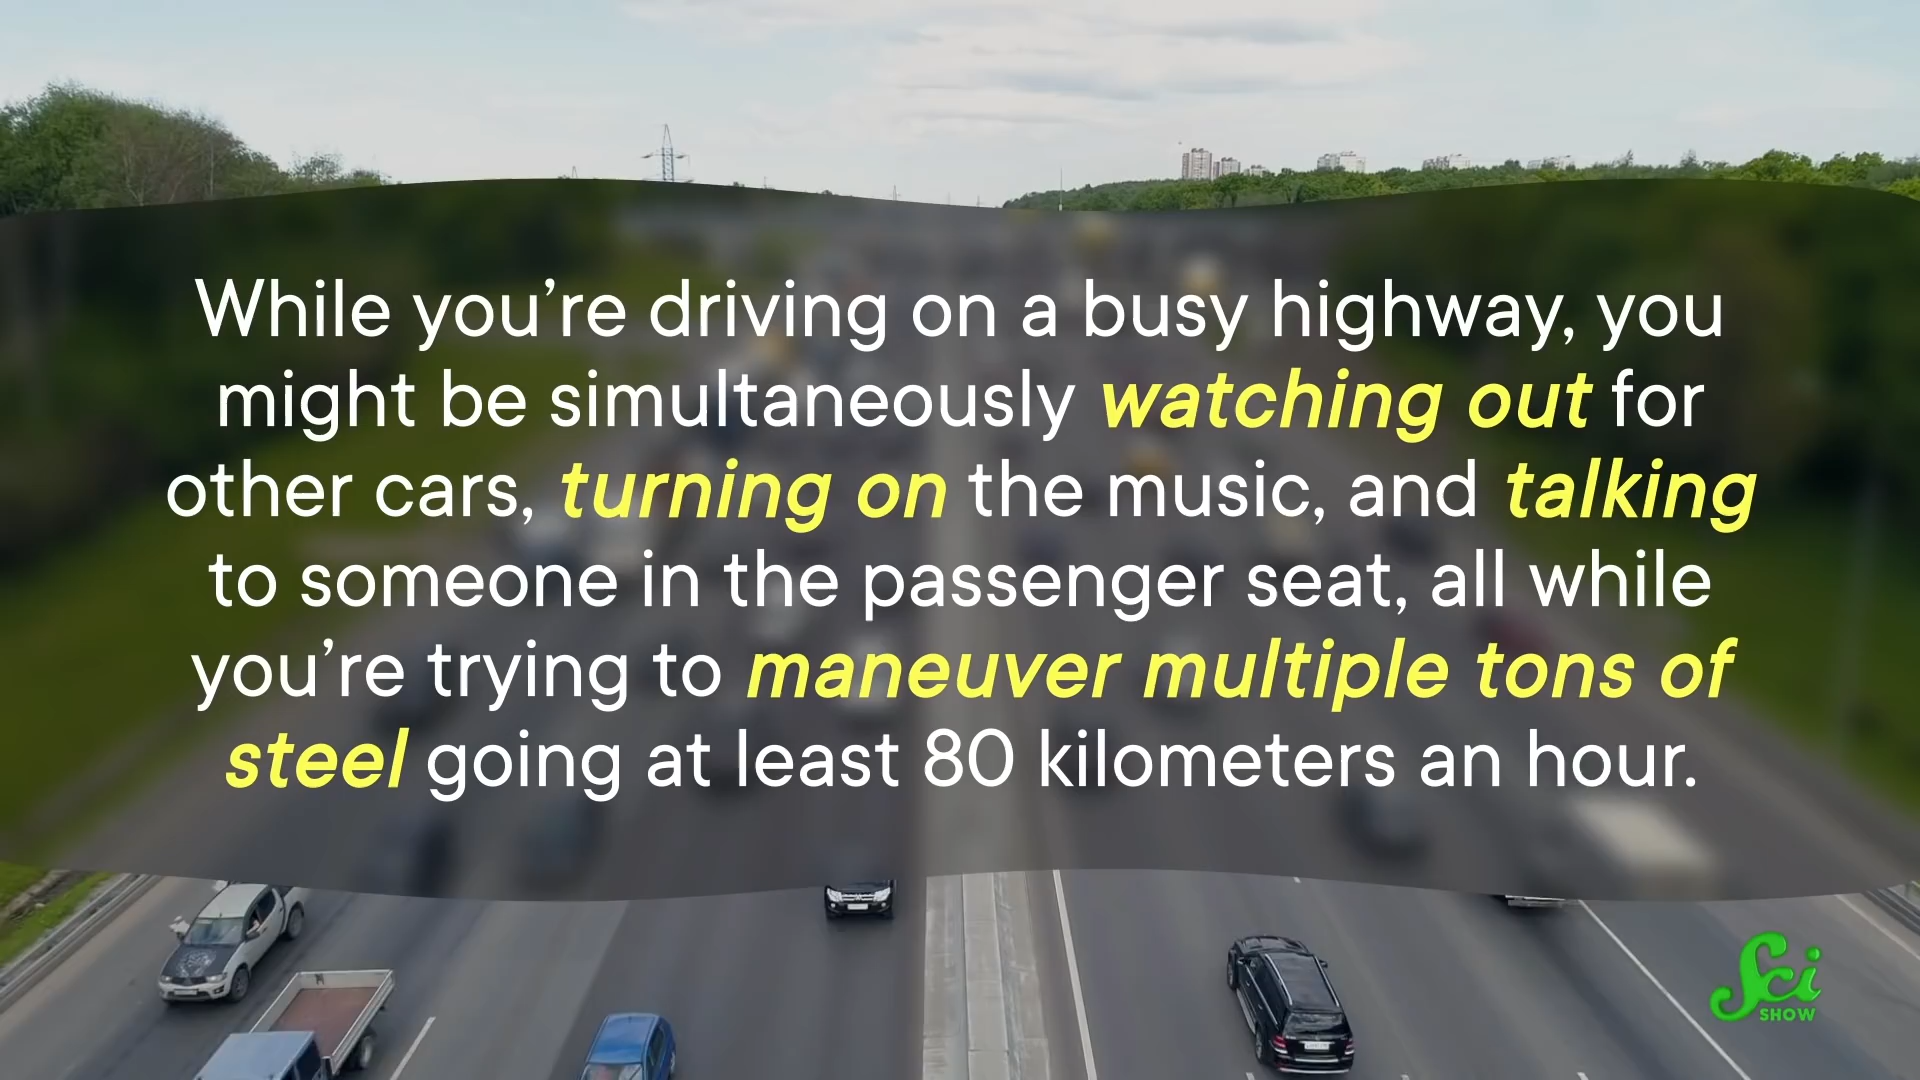 While you’re driving on a busy highway, you
might be simultaneously watching out for
other cars, turning on the music, and talking
to someone in the passenger seat, all while
you’re trying to maneuver multiple tons of
steel going at least 80 kilometers an hour.
Sci
SHOW